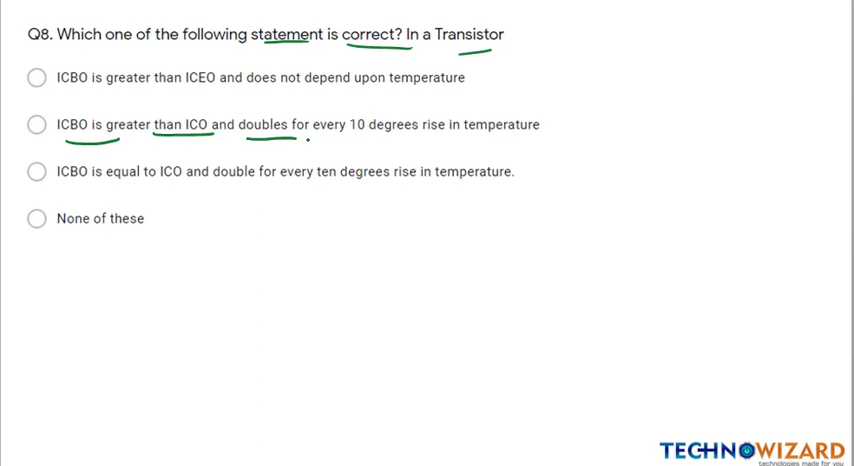 Q8. Which one of the following statement is correct? In a Transistor
ICBO is greater than ICEO and does not depend upon temperature
ICBO is greater than ICO and doubles for every 10 degrees rise in temperature
ICBO is equal to ICO and double for every ten degrees rise in temperature.
None of these
TECHNOWIZARD
technologies made for you